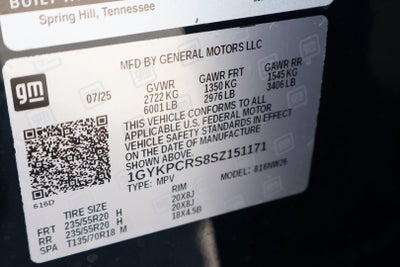 BUILT
Spring Hill, Tennessee
MFD BY GENERAL MOTORS LLC
gm
07/25
GVWR GAWR FRT GAWR RR
2722 KG 1350 KG 1545 KG
6001 LB 2976 LB 3406 LB
THIS VEHICLE CONFORMS TO ALL
APPLICABLE U.S. FEDERAL MOTOR
VEHICLE SAFETY STANDARDS IN EFFECT
ON THE DATE OF MANUFACTURE
SHOWN ABOVE.
1GYKPCRS8SZ151171
616D
TYPE: MPV MODEL: 616NW26
TIRE SIZE RIM
FRT 235/55R20 H 20X8J
RR 235/55R20 H 20X8J
SPA T135/70R18 M 18X4.5B